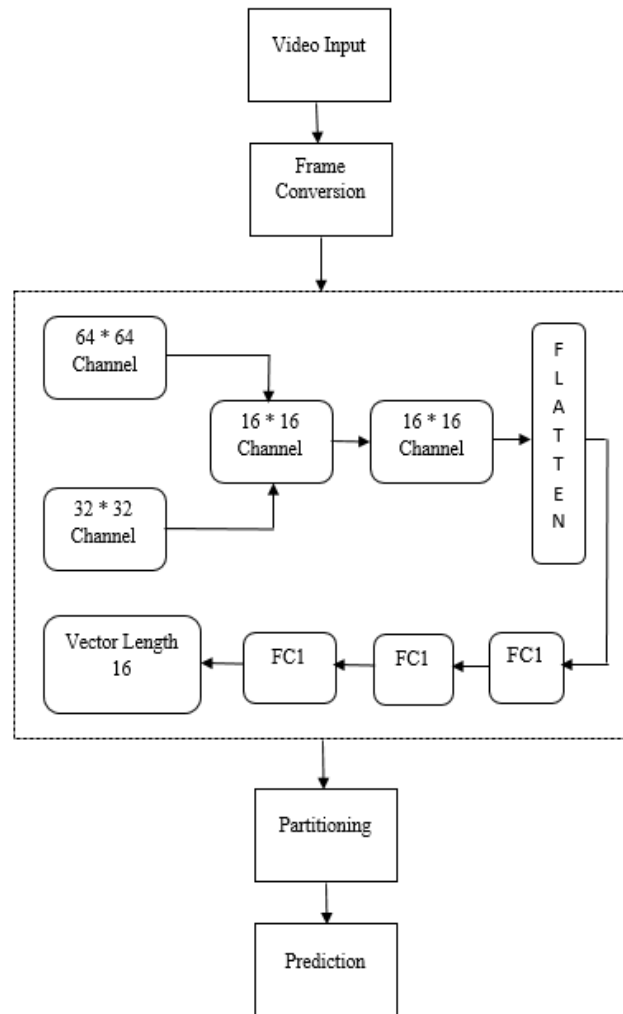 Video Input
Frame
Conversion
64 * 64
Channel
16 * 16
Channel
16 * 16
Channel
F
L
A
T
T
E
N
32 * 32
Channel
Vector Length
16
FC1
FC1
FC1
Partitioning
Prediction